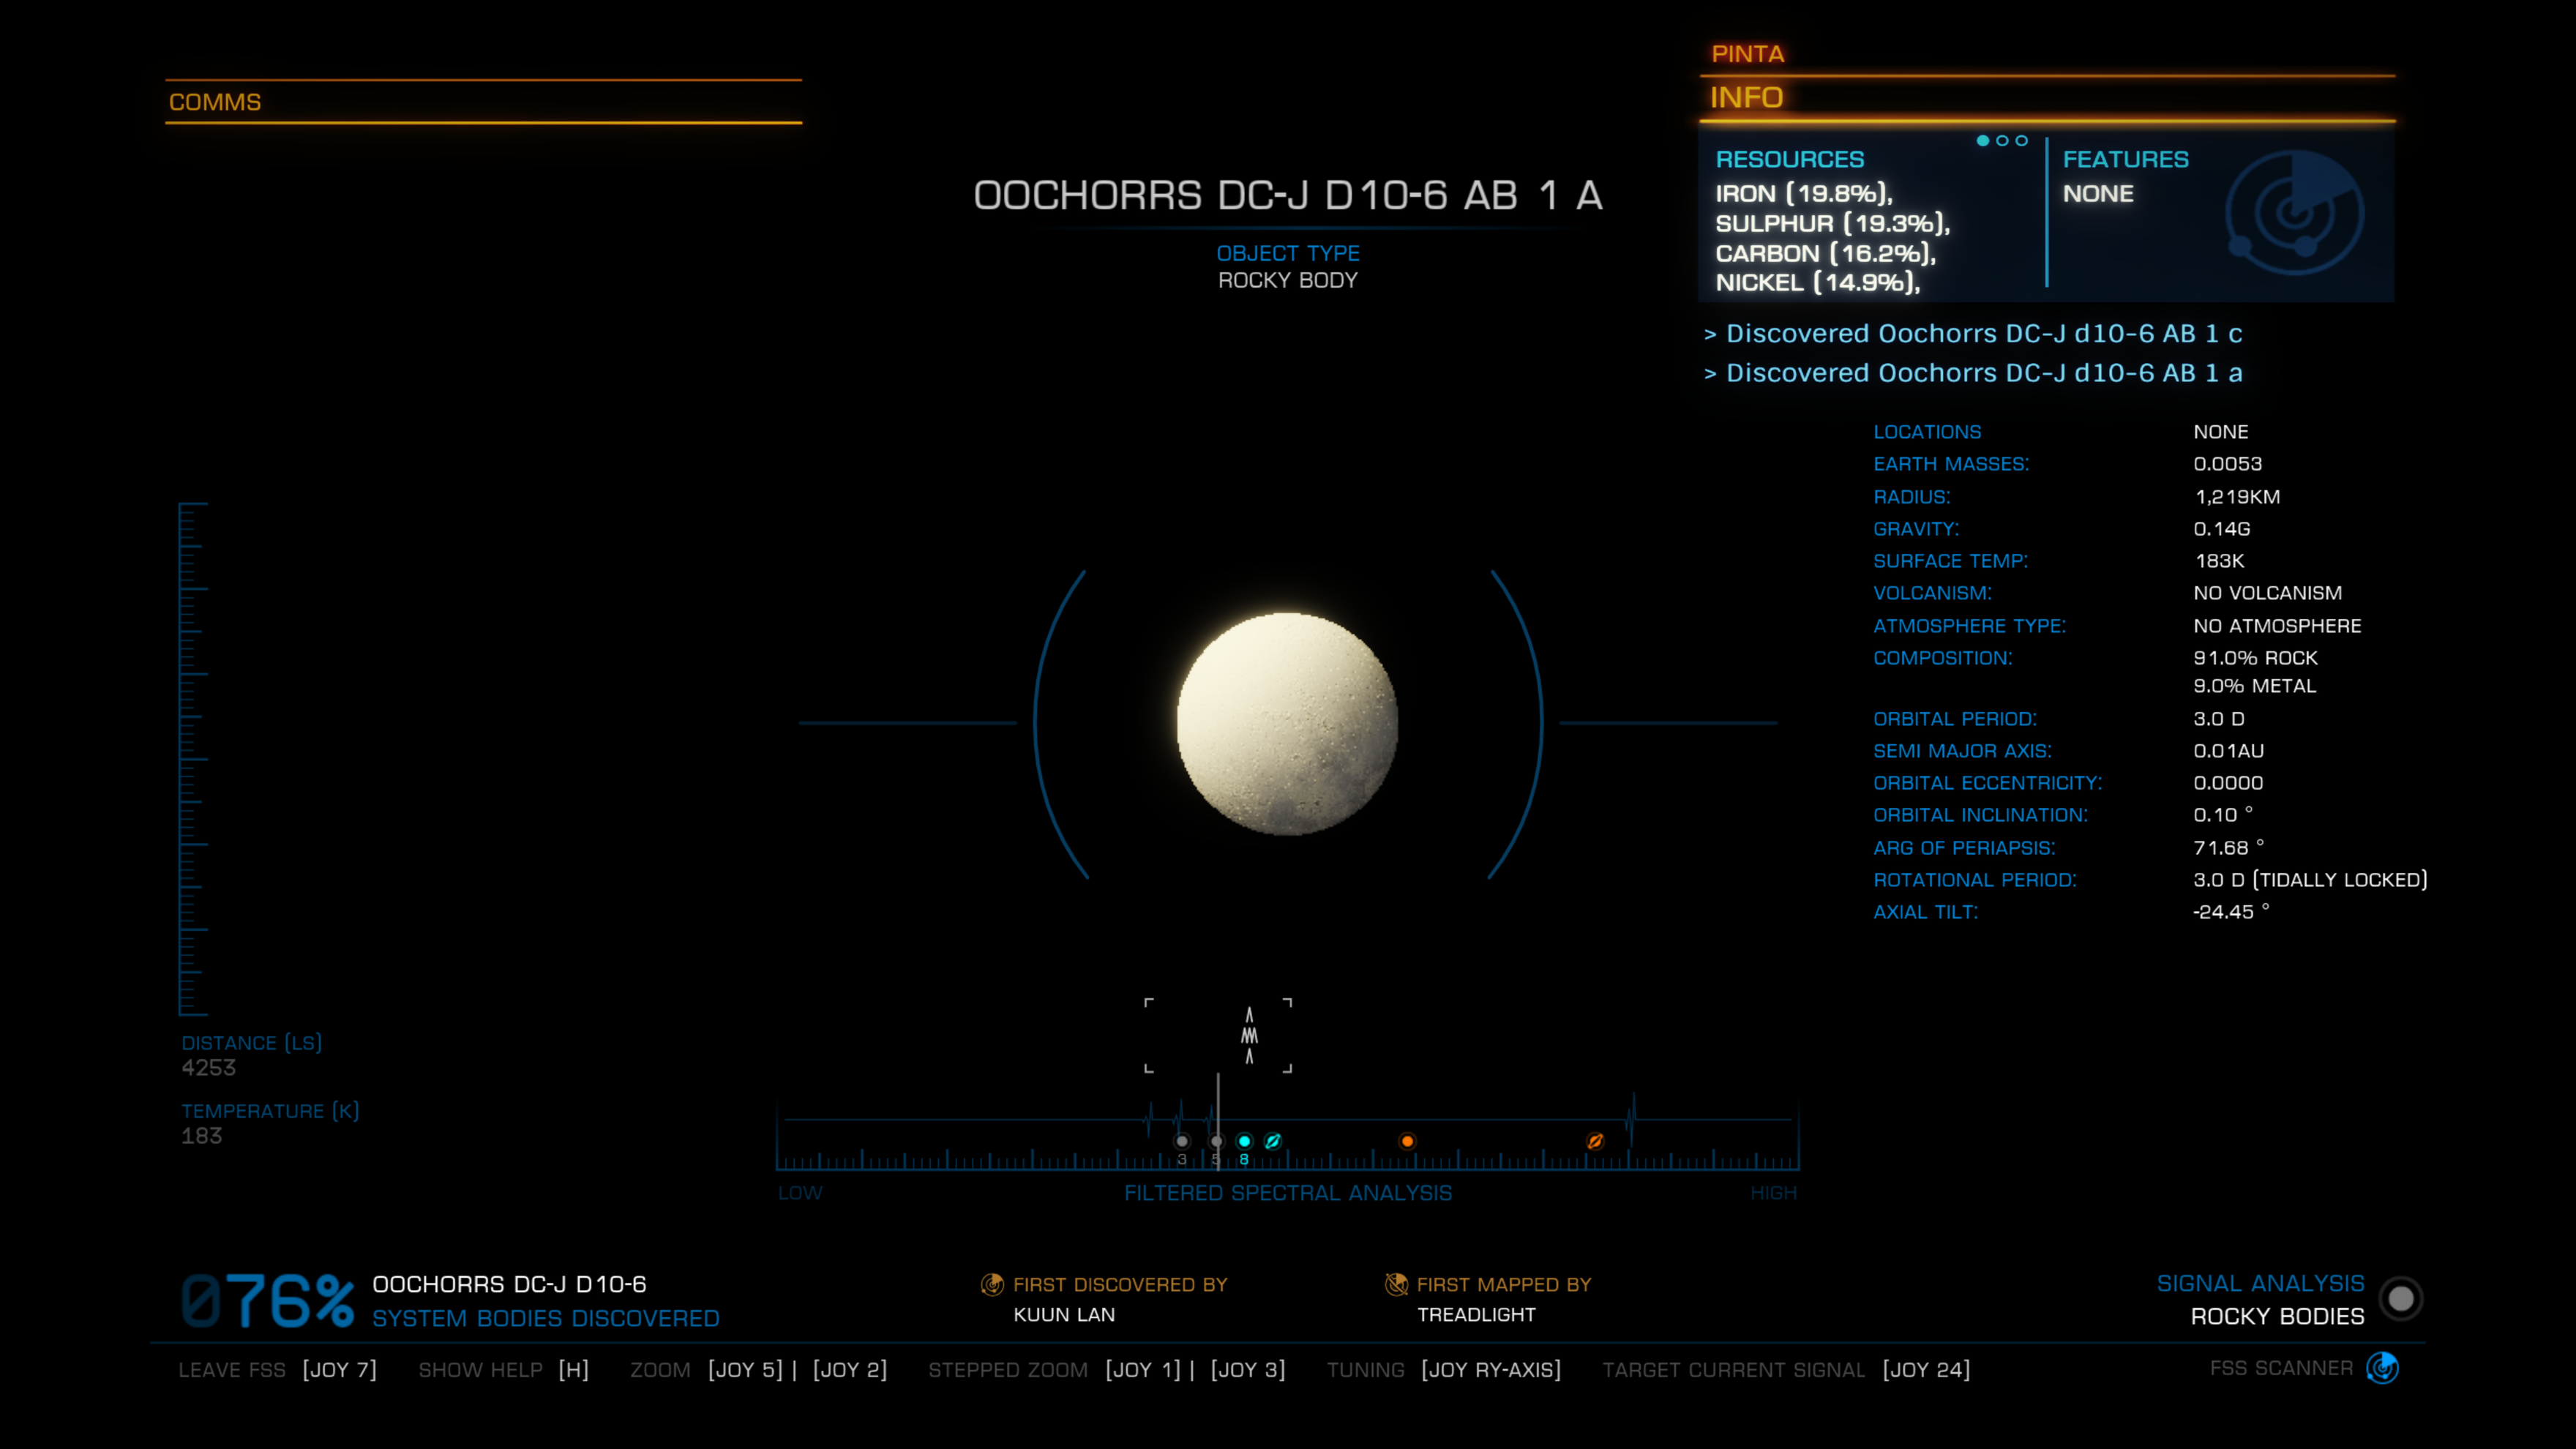 COMMS
PINTA
INFO
RESOURCES
IRON (19.8%),
SULPHUR (19.3%),
CARBON (16.2%),
NICKEL (14.9%),
FEATURES
NONE
> Discovered Oochorrs DC-J d10-6 AB 1 c
> Discovered Oochorrs DC-J d10-6 AB 1 a
OOCHORRS DC-J D10-6 AB 1 A
OBJECT TYPE
ROCKY BODY
LOCATIONS NONE
EARTH MASSES: 0.0053
RADIUS: 1,219KM
GRAVITY: 0.14G
SURFACE TEMP: 183K
VOLCANISM: NO VOLCANISM
ATMOSPHERE TYPE: NO ATMOSPHERE
COMPOSITION: 91.0% ROCK
9.0% METAL
ORBITAL PERIOD: 3.0 D
SEMI MAJOR AXIS: 0.01AU
ORBITAL ECCENTRICITY: 0.0000
ORBITAL INCLINATION: 0.10 °
ARG OF PERIAPSIS: 71.68 °
ROTATIONAL PERIOD: 3.0 D (TIDALLY LOCKED)
AXIAL TILT: -24.45 °
DISTANCE (LS)
4253
TEMPERATURE (K)
183
3 5 8
LOW FILTERED SPECTRAL ANALYSIS HIGH
076%
OOCHORRS DC-J D10-6
SYSTEM BODIES DISCOVERED
FIRST DISCOVERED BY
KUUN LAN
FIRST MAPPED BY
TREADLIGHT
SIGNAL ANALYSIS
ROCKY BODIES
LEAVE FSS [JOY 7] SHOW HELP [H] ZOOM [JOY 5] | [JOY 2] STEPPED ZOOM [JOY 1] | [JOY 3] TUNING [JOY RY-AXIS] TARGET CURRENT SIGNAL [JOY 24] FSS SCANNER